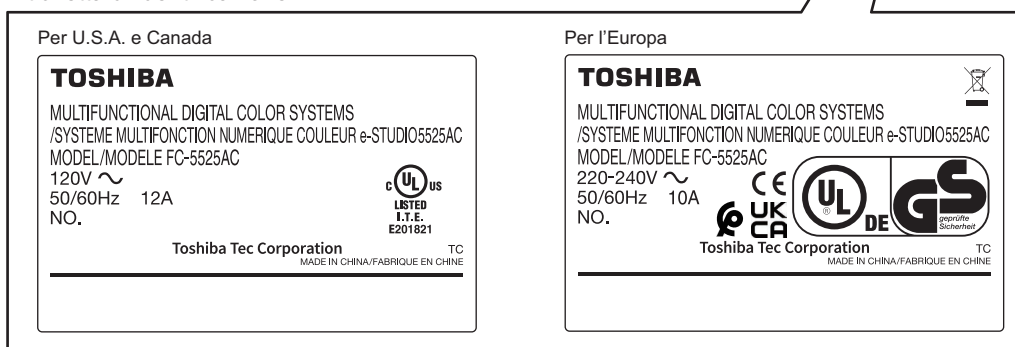 Per U.S.A. e Canada
TOSHIBA
MULTIFUNCTIONAL DIGITAL COLOR SYSTEMS
/SYSTEME MULTIFONCTION NUMERIQUE COULEUR e-STUDIO5525AC
MODEL/MODELE FC-5525AC
120V
50/60Hz 12A
NO.
C UL US
LISTED
I.T.E.
E201821
Toshiba Tec Corporation
TC
MADE IN CHINA/FABRIQUE EN CHINE
Per l'Europa
TOSHIBA
MULTIFUNCTIONAL DIGITAL COLOR SYSTEMS
/SYSTEME MULTIFONCTION NUMERIQUE COULEUR e-STUDIO5525AC
MODEL/MODELE FC-5525AC
220-240V
50/60Hz 10A
NO.
CE
UK
CA
UL
®
DE
GS
geprüfte
Sicherheit
Toshiba Tec Corporation
TC
MADE IN CHINA/FABRIQUE EN CHINE